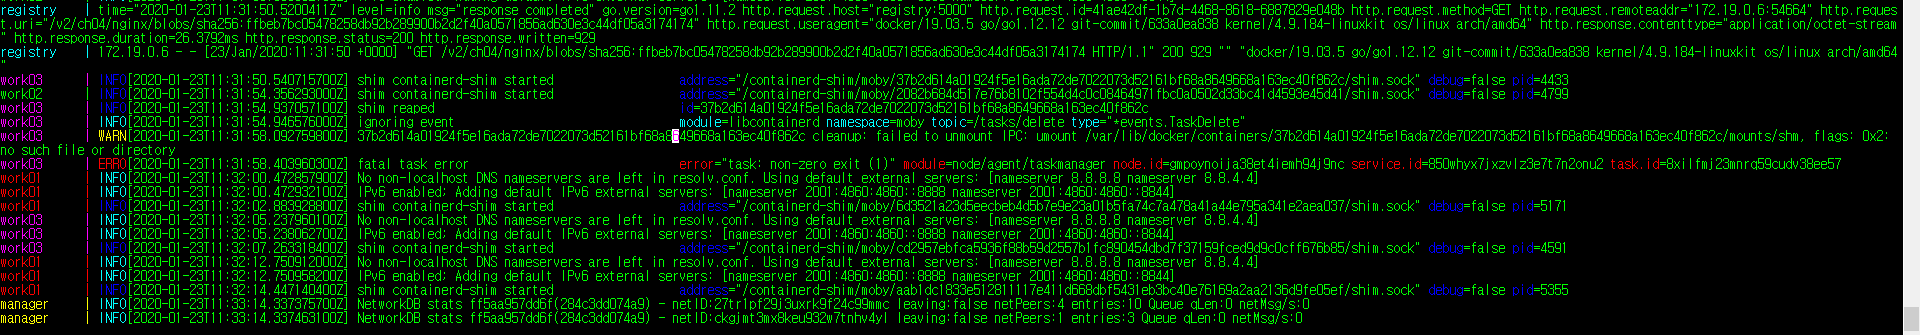 registry | time="2020-01-23T11:31:50.5200411Z" level=info msg="response completed" go.version=go1.11.2 http.request.host="registry:5000" http.request.id=41ae42df-1b7d-4468-8618-6887829e048b http.request.method=GET http.request.remoteaddr="172.19.0.6:54664" http.reques
t.uri="/v2/ch04/nginx/blobs/sha256:ffbeb7bc05478258db92b289900b2d2f40a0571860ad630e3c44df05a3174174" http.request.useragent="docker/19.03.5 go/go1.12.12 git-commit/633a0ea838 kernel/4.9.184-linuxkit os/linux arch/amd64" http.response.contenttype="application/octet-stream
" http.response.duration=26.3792ms http.response.status=200 http.response.written=929
registry | 172.19.0.6 - - [23/Jan/2020:11:31:50 +0000] "GET /v2/ch04/nginx/blobs/sha256:ffbeb7bc05478258db92b289900b2d2f40a0571860ad630e3c44df05a3174174 HTTP/1.1" 200 929 "" "docker/19.03.5 go/go1.12.12 git-commit/633a0ea838 kernel/4.9.184-linuxkit os/linux arch/amd64
"
work03 | INFO[2020-01-23T11:31:50.540715700Z] shim containerd-shim started address="/containerd-shim/moby/37b2d614a01924f5e16ada72de7022073d52161bf68a8649668a163ec40f862c/shim.sock" debug=false pid=4433
work02 | INFO[2020-01-23T11:31:54.356293000Z] shim containerd-shim started address="/containerd-shim/moby/2082b684d517e76b8102f554d4c0c08464971fbc0a0502d33bc41d4593e45d41/shim.sock" debug=false pid=4799
work03 | INFO[2020-01-23T11:31:54.937057100Z] shim reaped id=37b2d614a01924f5e16ada72de7022073d52161bf68a8649668a163ec40f862c
work03 | INFO[2020-01-23T11:31:54.946576000Z] ignoring event module=libcontainerd namespace=moby topic=/tasks/delete type="*events.TaskDelete"
work03 | WARN[2020-01-23T11:31:58.092759800Z] 37b2d614a01924f5e16ada72de7022073d52161bf68a8649668a163ec40f862c cleanup: failed to unmount IPC: umount /var/lib/docker/containers/37b2d614a01924f5e16ada72de7022073d52161bf68a8649668a163ec40f862c/mounts/shm, flags: 0x2:
no such file or directory
work03 | ERRO[2020-01-23T11:31:58.403960300Z] fatal task error error="task: non-zero exit (1)" module=node/agent/taskmanager node.id=gmpoynoija38et4iemh94j9nc service.id=850whyx7jxzvlz3e7t7n2onu2 task.id=8xilfmj23mnrq59cudv38ee57
work01 | INFO[2020-01-23T11:32:00.472857900Z] No non-localhost DNS nameservers are left in resolv.conf. Using default external servers: [nameserver 8.8.8.8 nameserver 8.8.4.4]
work01 | INFO[2020-01-23T11:32:00.472932100Z] IPv6 enabled: Adding default IPv6 external servers: [nameserver 2001:4860:4860::8888 nameserver 2001:4860:4860::8844]
work01 | INFO[2020-01-23T11:32:02.883928800Z] shim containerd-shim started address="/containerd-shim/moby/6d3521a23d5eecbeb4d5b7e9e23a01b5fa74c7a478a41a44e795a341e2aea037/shim.sock" debug=false pid=5171
work03 | INFO[2020-01-23T11:32:05.237960100Z] No non-localhost DNS nameservers are left in resolv.conf. Using default external servers: [nameserver 8.8.8.8 nameserver 8.8.4.4]
work03 | INFO[2020-01-23T11:32:05.238062700Z] IPv6 enabled: Adding default IPv6 external servers: [nameserver 2001:4860:4860::8888 nameserver 2001:4860:4860::8844]
work03 | INFO[2020-01-23T11:32:07.263318400Z] shim containerd-shim started address="/containerd-shim/moby/cd2957ebfca5936f98b59d2557b1fc890454dbd7f37159fced9d9c0cff676b85/shim.sock" debug=false pid=4591
work01 | INFO[2020-01-23T11:32:12.750912000Z] No non-localhost DNS nameservers are left in resolv.conf. Using default external servers: [nameserver 8.8.8.8 nameserver 8.8.4.4]
work01 | INFO[2020-01-23T11:32:12.750958200Z] IPv6 enabled: Adding default IPv6 external servers: [nameserver 2001:4860:4860::8888 nameserver 2001:4860:4860::8844]
work01 | INFO[2020-01-23T11:32:14.447140400Z] shim containerd-shim started address="/containerd-shim/moby/aab1dc1833e512811117e411d668dbf5431eb3bc40e76169a2aa2136d9fe05ef/shim.sock" debug=false pid=5355
manager | INFO[2020-01-23T11:33:14.337375700Z] NetworkDB stats ff5aa957dd6f(284c3dd074a9) - netID:27tr1pf29j3uxrk9f24c99mmc leaving:false netPeers:4 entries:10 Queue qLen:0 netMsg/s:0
manager | INFO[2020-01-23T11:33:14.337463100Z] NetworkDB stats ff5aa957dd6f(284c3dd074a9) - netID:ckgjmt3mx8keu932w7tnhv4yl leaving:false netPeers:1 entries:3 Queue qLen:0 netMsg/s:0